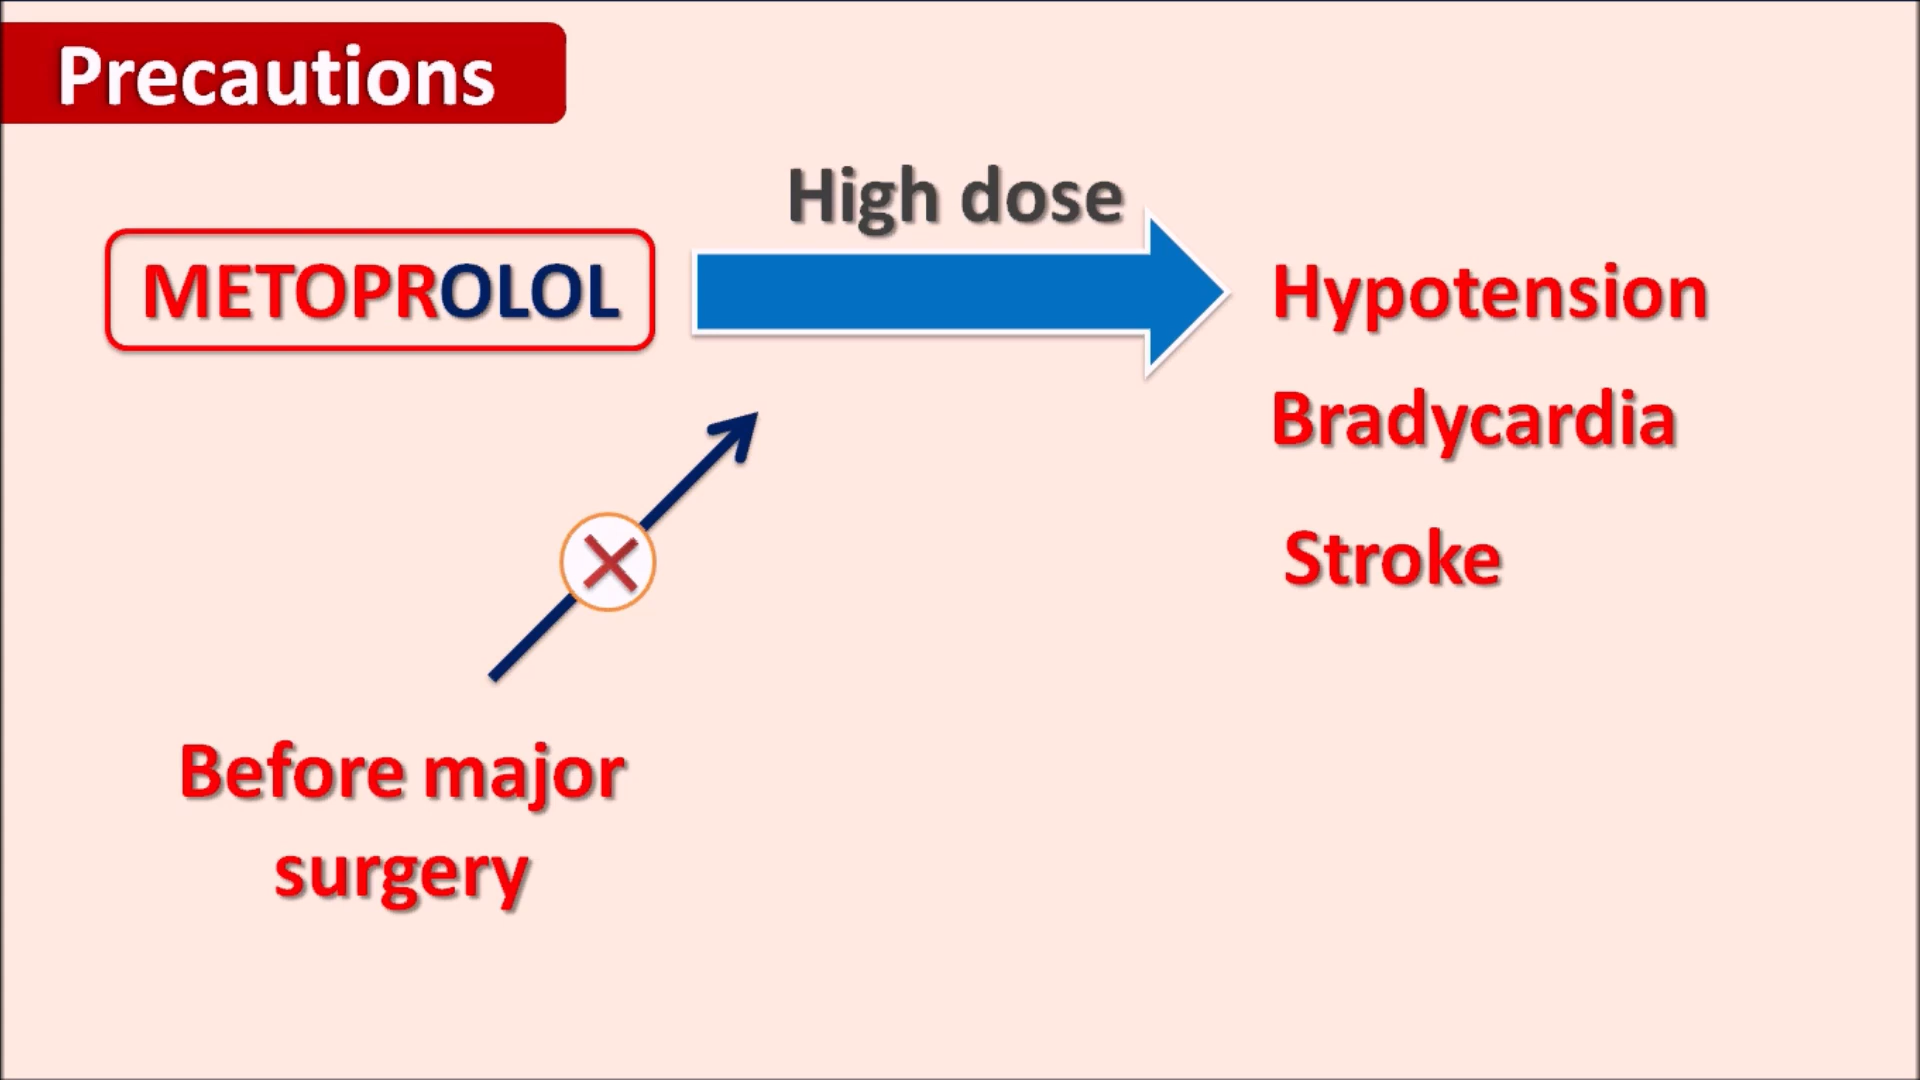 Precautions
High dose
METOPROLOL
Hypotension
Bradycardia
Stroke
Before major
surgery